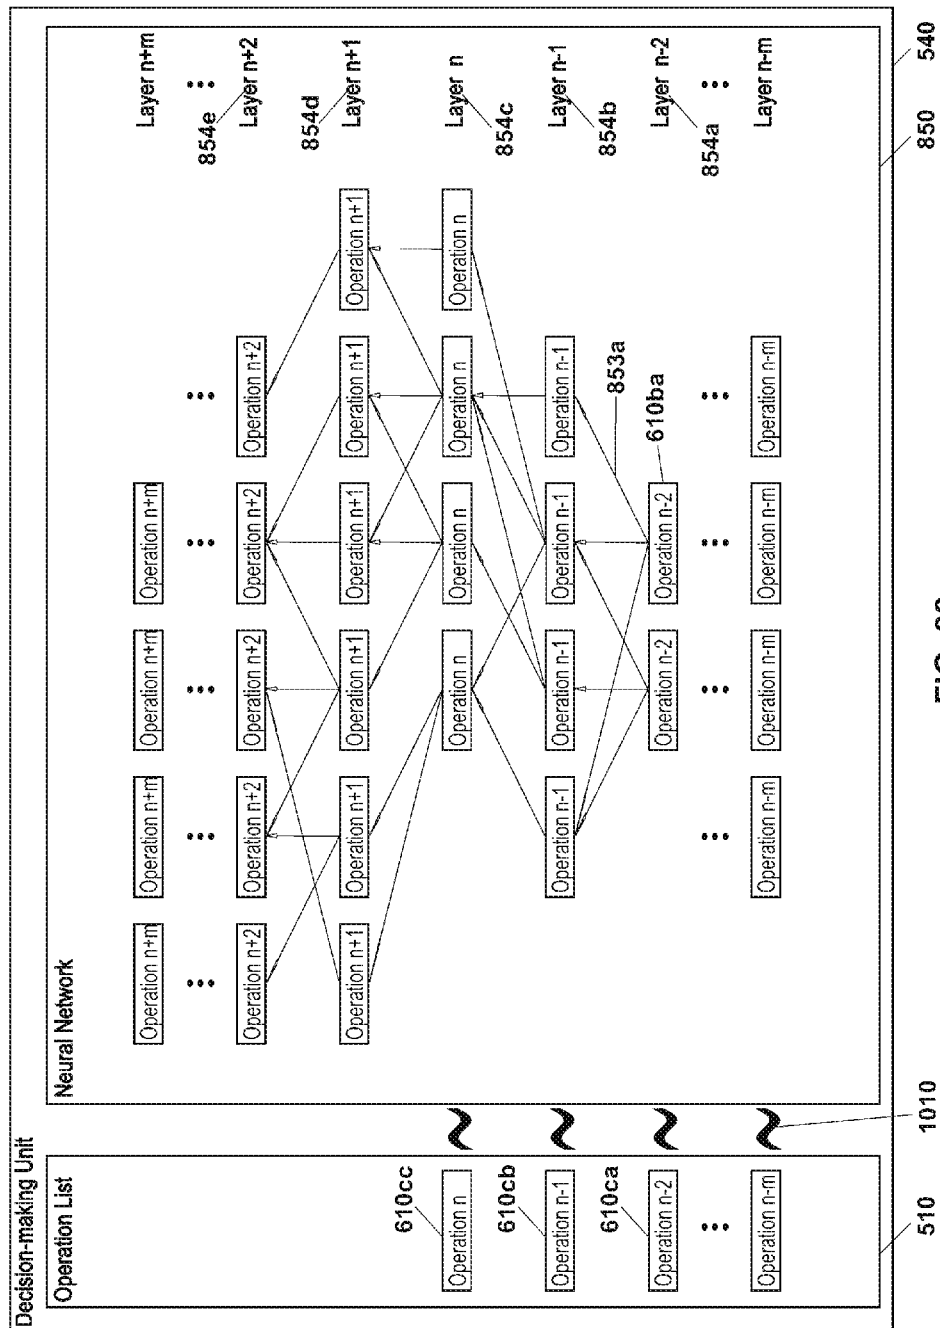 Decision-making Unit
Operation List
Neural Network
Operation n+m
Operation n+m
Operation n+m
Operation n+m
Layer n+m
854e
Operation n+2
Operation n+2
Operation n+2
Operation n+2
Operation n+2
Layer n+2
854d
Operation n+1
Operation n+1
Operation n+1
Operation n+1
Operation n+1
Operation n+1
Layer n+1
610cc
Operation n
Operation n
Operation n
Operation n
Operation n
Layer n
854c
610cb
Operation n-1
Operation n-1
Operation n-1
Operation n-1
Operation n-1
Layer n-1
854b
853a
610ca
610ba
Operation n-2
Operation n-2
Operation n-2
Layer n-2
854a
Operation n-m
Operation n-m
Operation n-m
Operation n-m
Operation n-m
Layer n-m
510
1010
850
540
FIG.